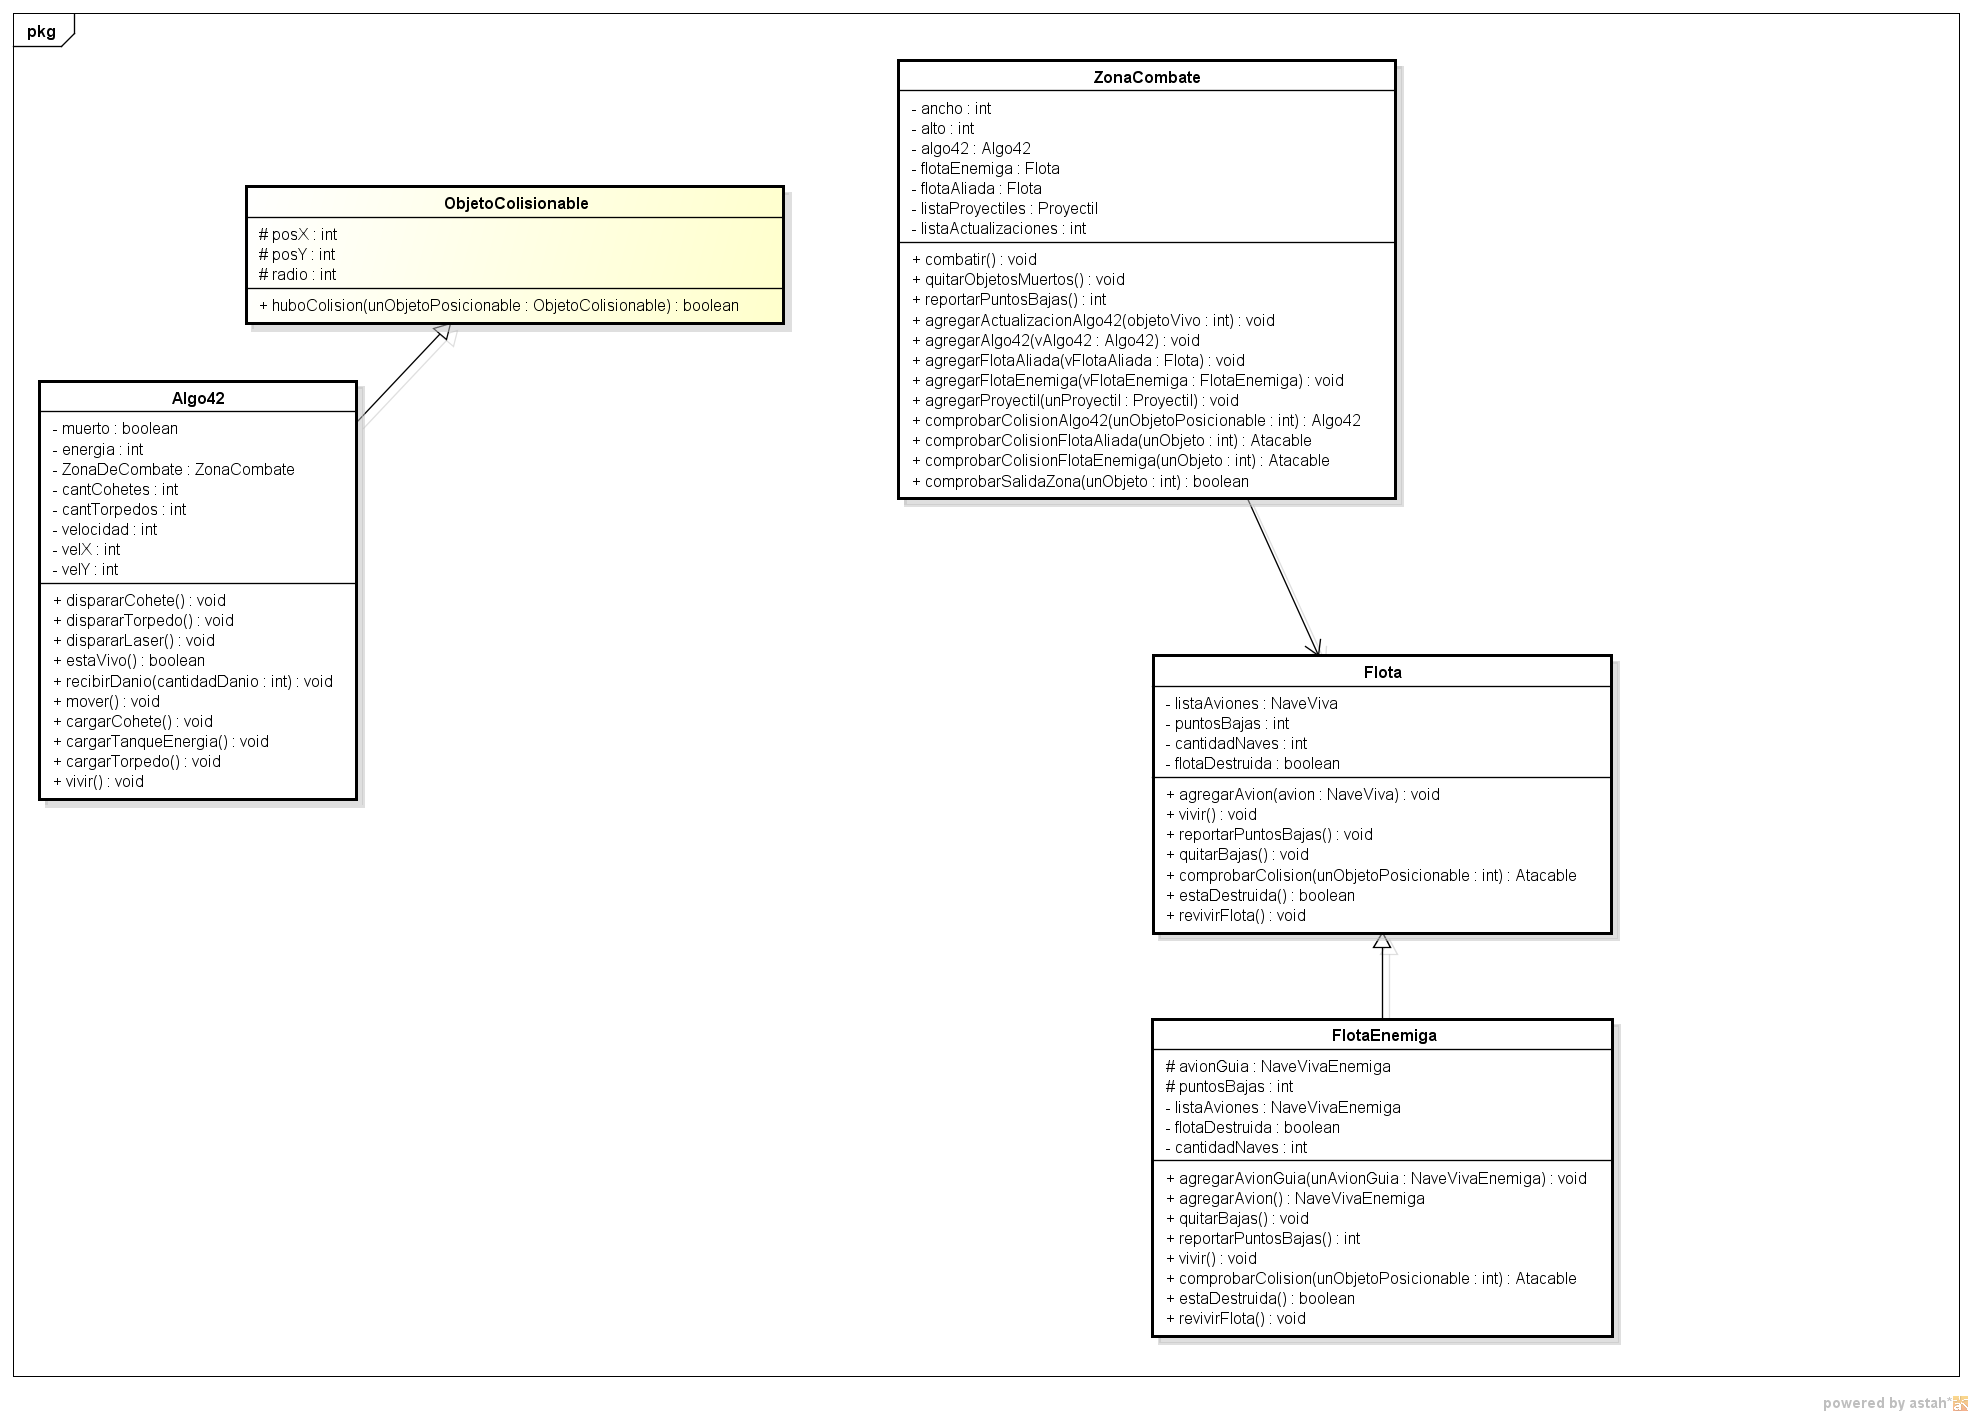 pkg
ZonaCombate
- ancho : int
- alto : int
- algo42 : Algo42
- flotaEnemiga : Flota
- flotaAliada : Flota
- listaProyectiles : Proyectil
- listaActualizaciones : int
+ combatir() : void
+ quitarObjetosMuertos() : void
+ reportarPuntosBajas() : int
+ agregarActualizacionAlgo42(objetoVivo : int) : void
+ agregarAlgo42(vAlgo42 : Algo42) : void
+ agregarFlotaAliada(vFlotaAliada : Flota) : void
+ agregarFlotaEnemiga(vFlotaEnemiga : FlotaEnemiga) : void
+ agregarProyectil(unProyectil : Proyectil) : void
+ comprobarColisionAlgo42(unObjetoPosicionable : int) : Algo42
+ comprobarColisionFlotaAliada(unObjeto : int) : Atacable
+ comprobarColisionFlotaEnemiga(unObjeto : int) : Atacable
+ comprobarSalidaZona(unObjeto : int) : boolean
ObjetoColisionable
# posX : int
# posY : int
# radio : int
+ huboColision(unObjetoPosicionable : ObjetoColisionable) : boolean
Algo42
- muerto : boolean
- energia : int
- ZonaDeCombate : ZonaCombate
- cantCohetes : int
- cantTorpedos : int
- velocidad : int
- velX : int
- velY : int
+ dispararCohete() : void
+ dispararTorpedo() : void
+ dispararLaser() : void
+ estaVivo() : boolean
+ recibirDanio(cantidadDanio : int) : void
+ mover() : void
+ cargarCohete() : void
+ cargarTanqueEnergia() : void
+ cargarTorpedo() : void
+ vivir() : void
Flota
- listaAviones : NaveViva
- puntosBajas : int
- cantidadNaves : int
- flotaDestruida : boolean
+ agregarAvion(avion : NaveViva) : void
+ vivir() : void
+ reportarPuntosBajas() : void
+ quitarBajas() : void
+ comprobarColision(unObjetoPosicionable : int) : Atacable
+ estaDestruida() : boolean
+ revivirFlota() : void
FlotaEnemiga
# avionGuia : NaveVivaEnemiga
# puntosBajas : int
- listaAviones : NaveVivaEnemiga
- flotaDestruida : boolean
- cantidadNaves : int
+ agregarAvionGuia(unAvionGuia : NaveVivaEnemiga) : void
+ agregarAvion() : NaveVivaEnemiga
+ quitarBajas() : void
+ reportarPuntosBajas() : int
+ vivir() : void
+ comprobarColision(unObjetoPosicionable : int) : Atacable
+ estaDestruida() : boolean
+ revivirFlota() : void
powered by astah*